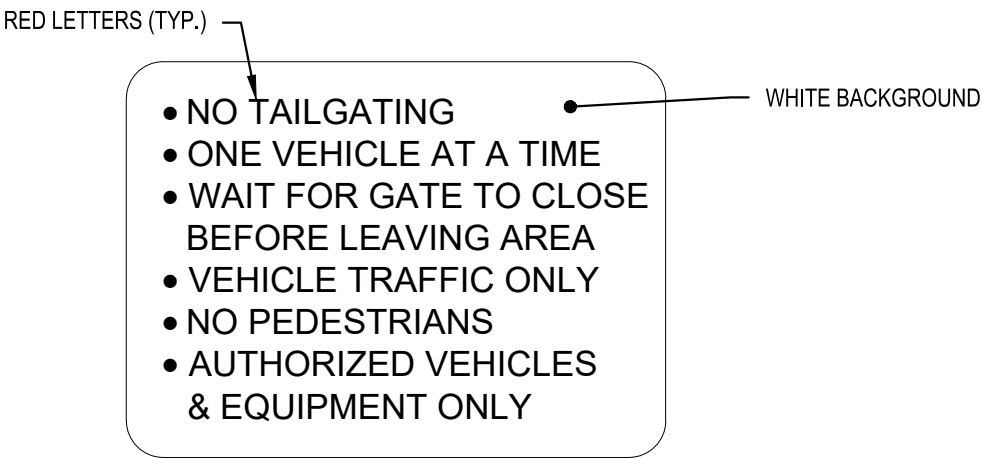 RED LETTERS (TYP.)
WHITE BACKGROUND
• NO TAILGATING
• ONE VEHICLE AT A TIME
• WAIT FOR GATE TO CLOSE
BEFORE LEAVING AREA
• VEHICLE TRAFFIC ONLY
• NO PEDESTRIANS
• AUTHORIZED VEHICLES
& EQUIPMENT ONLY